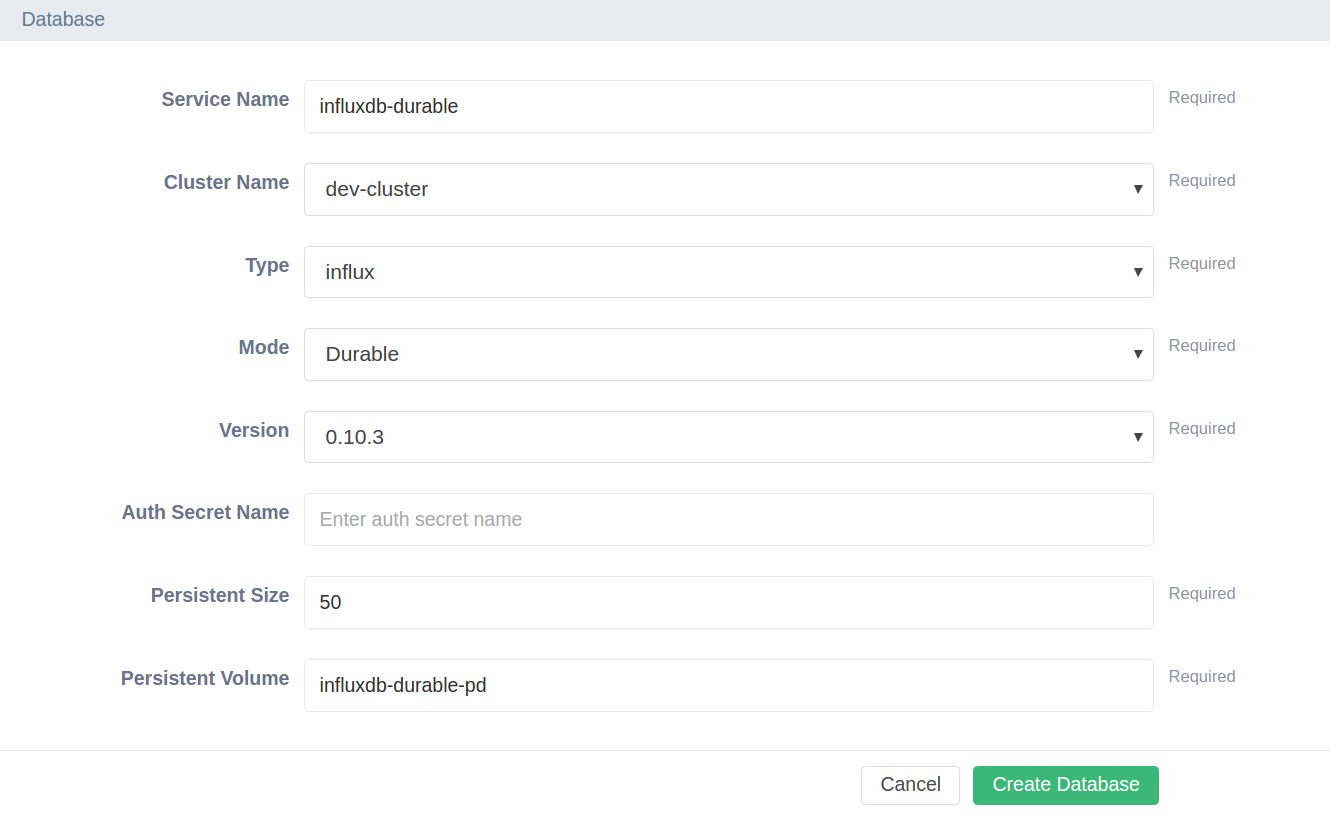 Database
Service Name influxdb-durable Required
Cluster Name dev-cluster Required
Type influx Required
Mode Durable Required
Version 0.10.3 Required
Auth Secret Name Enter auth secret name
Persistent Size 50 Required
Persistent Volume influxdb-durable-pd Required
Cancel Create Database